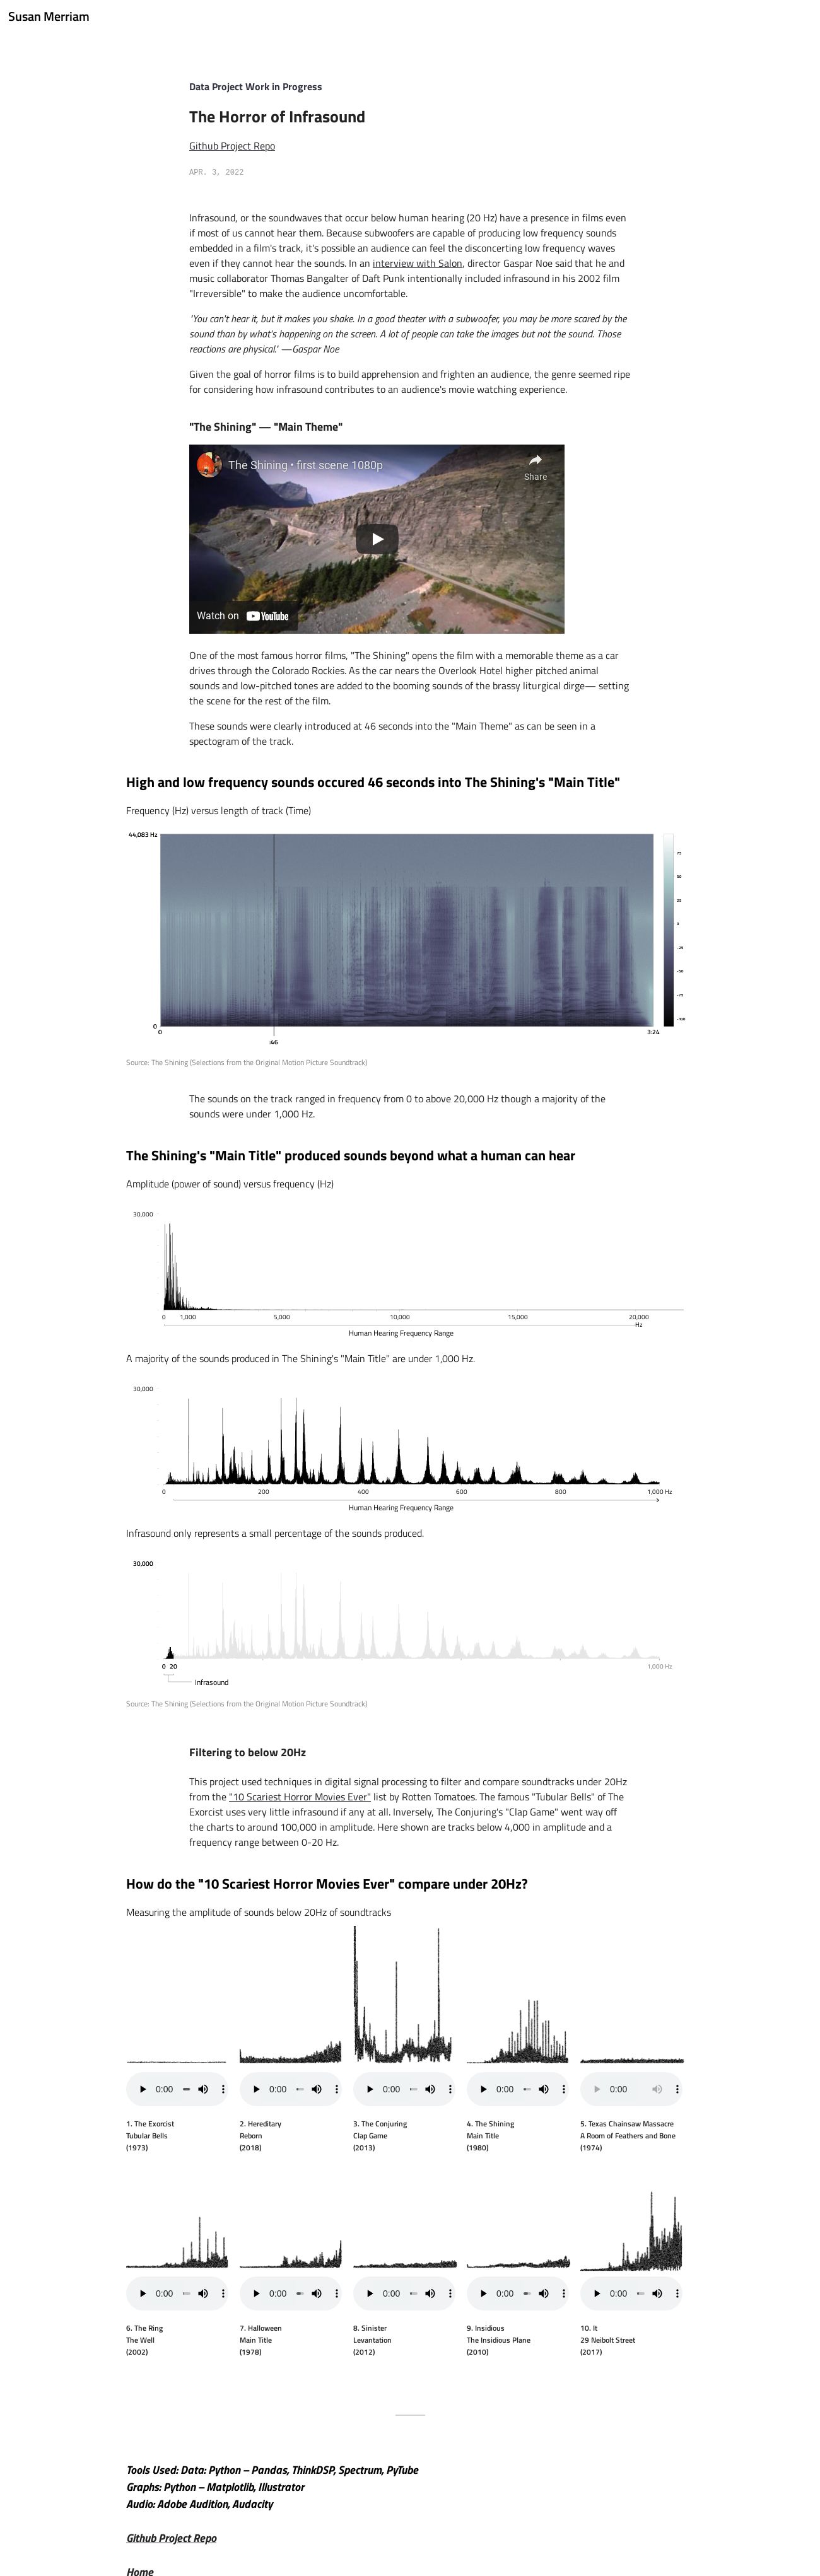 Susan Merriam
Data Project Work in Progress
The Horror of Infrasound
Github Project Repo
APR. 3, 2022
Infrasound, or the soundwaves that occur below human hearing (20 Hz) have a presence in films even
if most of us cannot hear them. Because subwoofers are capable of producing low frequency sounds
embedded in a film's track, it's possible an audience can feel the disconcerting low frequency waves
even if they cannot hear the sounds. In an interview with Salon, director Gaspar Noe said that he and
music collaborator Thomas Bangalter of Daft Punk intentionally included infrasound in his 2002 film
"Irreversible" to make the audience uncomfortable.
"You can't hear it, but it makes you shake. In a good theater with a subwoofer, you may be more scared by the
sound than by what's happening on the screen. A lot of people can take the images but not the sound. Those
reactions are physical." —Gaspar Noe
Given the goal of horror films is to build apprehension and frighten an audience, the genre seemed ripe
for considering how infrasound contributes to an audience's movie watching experience.
"The Shining" — "Main Theme"
The Shining • first scene 1080p
Share
Watch on YouTube
One of the most famous horror films, "The Shining" opens the film with a memorable theme as a car
drives through the Colorado Rockies. As the car nears the Overlook Hotel higher pitched animal
sounds and low-pitched tones are added to the booming sounds of the brassy liturgical dirge— setting
the scene for the rest of the film.
These sounds were clearly introduced at 46 seconds into the "Main Theme" as can be seen in a
spectogram of the track.
High and low frequency sounds occured 46 seconds into The Shining's "Main Title"
Frequency (Hz) versus length of track (Time)
44,083 Hz
75
50
25
0
-25
-50
-75
-100
0
0
:46
3:24
Source: The Shining (Selections from the Original Motion Picture Soundtrack)
The sounds on the track ranged in frequency from 0 to above 20,000 Hz though a majority of the
sounds were under 1,000 Hz.
The Shining's "Main Title" produced sounds beyond what a human can hear
Amplitude (power of sound) versus frequency (Hz)
30,000
0 1,000 5,000 10,000 15,000 20,000
Hz
Human Hearing Frequency Range
A majority of the sounds produced in The Shining's "Main Title" are under 1,000 Hz.
30,000
0 200 400 600 800 1,000 Hz
Human Hearing Frequency Range
Infrasound only represents a small percentage of the sounds produced.
30,000
0 20 1,000 Hz
Infrasound
Source: The Shining (Selections from the Original Motion Picture Soundtrack)
Filtering to below 20Hz
This project used techniques in digital signal processing to filter and compare soundtracks under 20Hz
from the "10 Scariest Horror Movies Ever" list by Rotten Tomatoes. The famous "Tubular Bells" of The
Exorcist uses very little infrasound if any at all. Inversely, The Conjuring's "Clap Game" went way off
the charts to around 100,000 in amplitude. Here shown are tracks below 4,000 in amplitude and a
frequency range between 0-20 Hz.
How do the "10 Scariest Horror Movies Ever" compare under 20Hz?
Measuring the amplitude of sounds below 20Hz of soundtracks
0:00 0:00 0:00 0:00 0:00
1. The Exorcist
Tubular Bells
(1973)
2. Hereditary
Reborn
(2018)
3. The Conjuring
Clap Game
(2013)
4. The Shining
Main Title
(1980)
5. Texas Chainsaw Massacre
A Room of Feathers and Bone
(1974)
0:00 0:00 0:00 0:00 0:00
6. The Ring
The Well
(2002)
7. Halloween
Main Title
(1978)
8. Sinister
Levantation
(2012)
9. Insidious
The Insidious Plane
(2010)
10. It
29 Neibolt Street
(2017)
Tools Used: Data: Python – Pandas, ThinkDSP, Spectrum, PyTube
Graphs: Python – Matplotlib, Illustrator
Audio: Adobe Audition, Audacity
Github Project Repo
Home